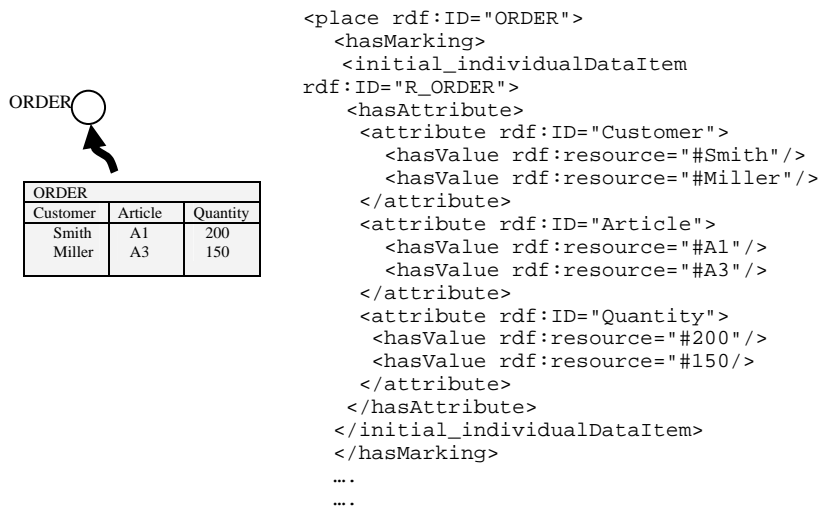 ORDER
ORDER
Customer Article Quantity
Smith A1 200
Miller A3 150
<place rdf:ID="ORDER">
<hasMarking>
<initial_individualDataItem
rdf:ID="R_ORDER">
<hasAttribute>
<attribute rdf:ID="Customer">
<hasValue rdf:resource="#Smith"/>
<hasValue rdf:resource="#Miller"/>
</attribute>
<attribute rdf:ID="Article">
<hasValue rdf:resource="#A1"/>
<hasValue rdf:resource="#A3"/>
</attribute>
<attribute rdf:ID="Quantity">
<hasValue rdf:resource="#200"/>
<hasValue rdf:resource="#150/>
</attribute>
</hasAttribute>
</initial_individualDataItem>
</hasMarking>
….
….